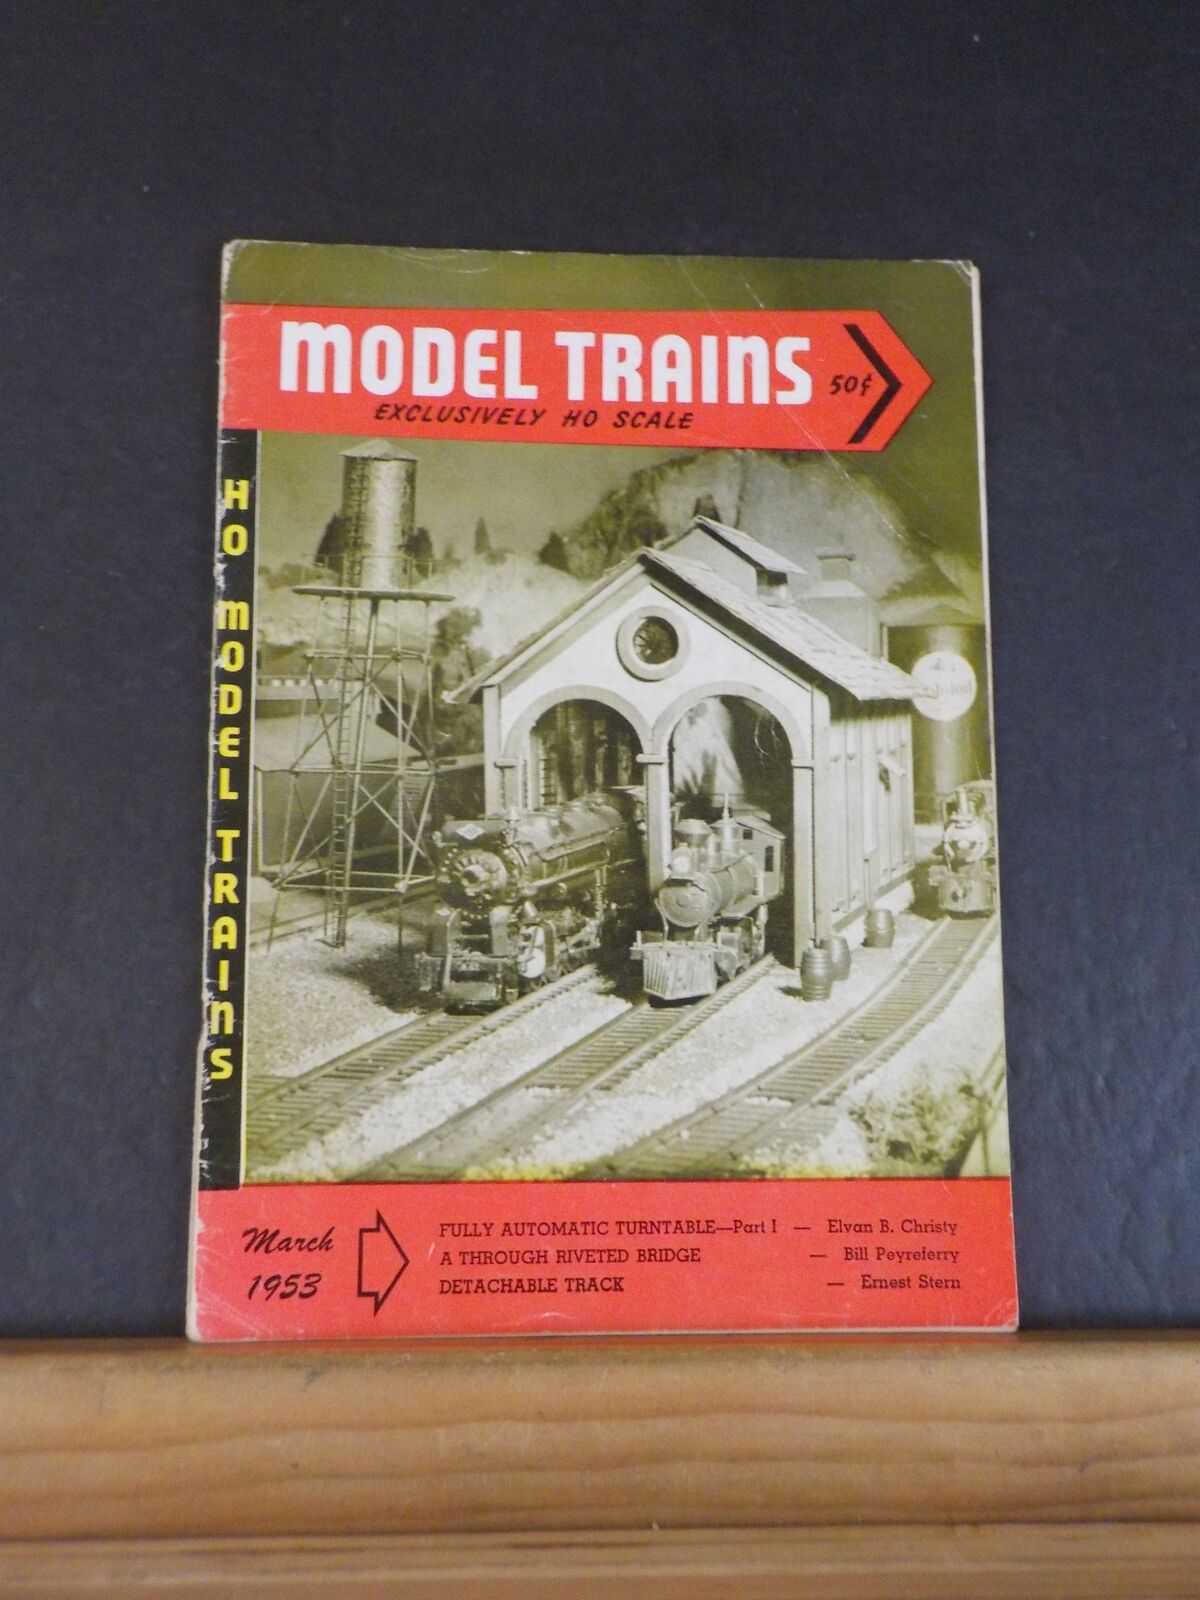 MODEL TRAINS
50¢
EXCLUSIVELY HO SCALE
HO MODEL TRAINS
March
1953
FULLY AUTOMATIC TURNTABLE—Part I — Elvan B. Christy
A THROUGH RIVETED BRIDGE — Bill Peyreferry
DETACHABLE TRACK — Ernest Stern